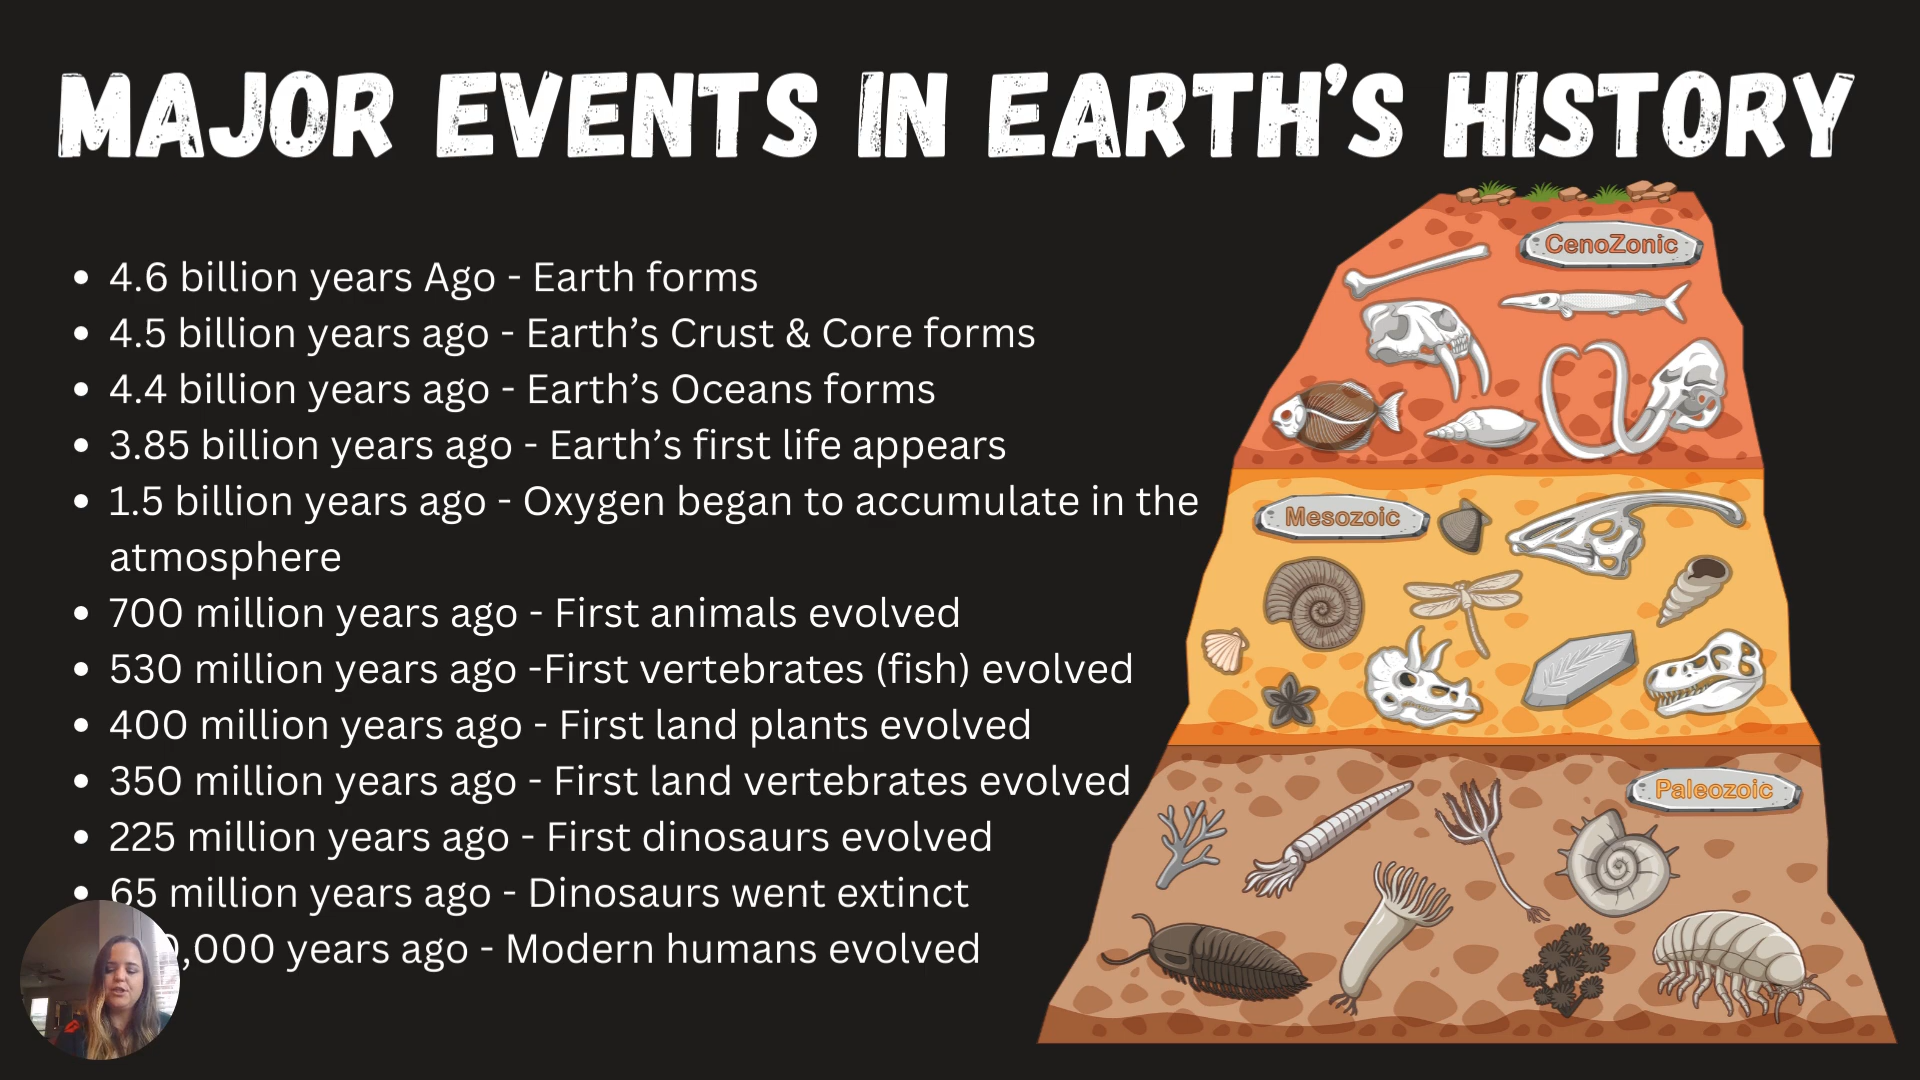 MAJOR EVENTS IN EARTH'S HISTORY
• 4.6 billion years Ago - Earth forms
• 4.5 billion years ago - Earth's Crust & Core forms
• 4.4 billion years ago - Earth's Oceans forms
• 3.85 billion years ago - Earth's first life appears
• 1.5 billion years ago - Oxygen began to accumulate in the
atmosphere
• 700 million years ago - First animals evolved
• 530 million years ago -First vertebrates (fish) evolved
• 400 million years ago - First land plants evolved
• 350 million years ago - First land vertebrates evolved
• 225 million years ago - First dinosaurs evolved
• 65 million years ago - Dinosaurs went extinct
years ago - Modern humans evolved
CenoZonic
Mesozoic
Paleozoic